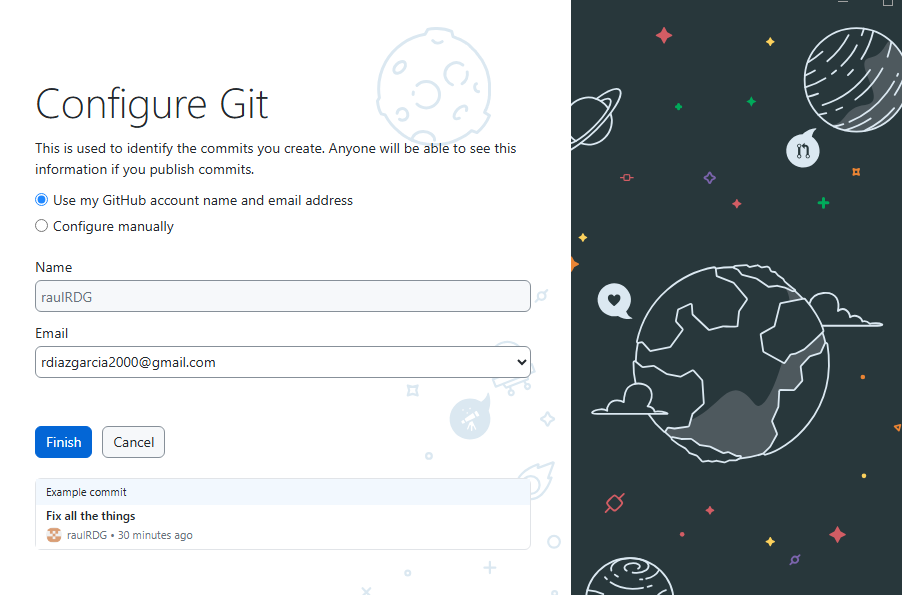 Configure Git
This is used to identify the commits you create. Anyone will be able to see this
information if you publish commits.
Use my GitHub account name and email address
Configure manually
Name
raulRDG
Email
rdiazgarcia2000@gmail.com
Finish Cancel
Example commit
Fix all the things
raulRDG • 30 minutes ago